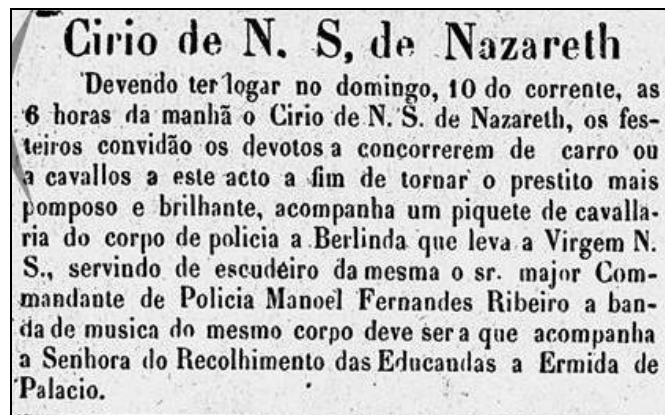 Cirio de N. S, de Nazareth
Devendo ter logar no domingo, 10 do corrente, as
6 horas da manhã o Cirio de N. S. de Nazareth, os fes-
teiros convidão os devotos a concorrerem de carro ou
a cavallos a este acto a fim de tornar o prestito mais
pomposo e brilhante, acompanha um piquete de cavalla-
ria do corpo de policia a Berlinda que leva a Virgem N.
S., servindo de escudeiro da mesma o sr. major Com-
mandante de Policia Manoel Fernandes Ribeiro a ban-
da de musica do mesmo corpo deve ser a que acompanha
a Senhora do Recolhimento das Educandas a Ermida de
Palacio.